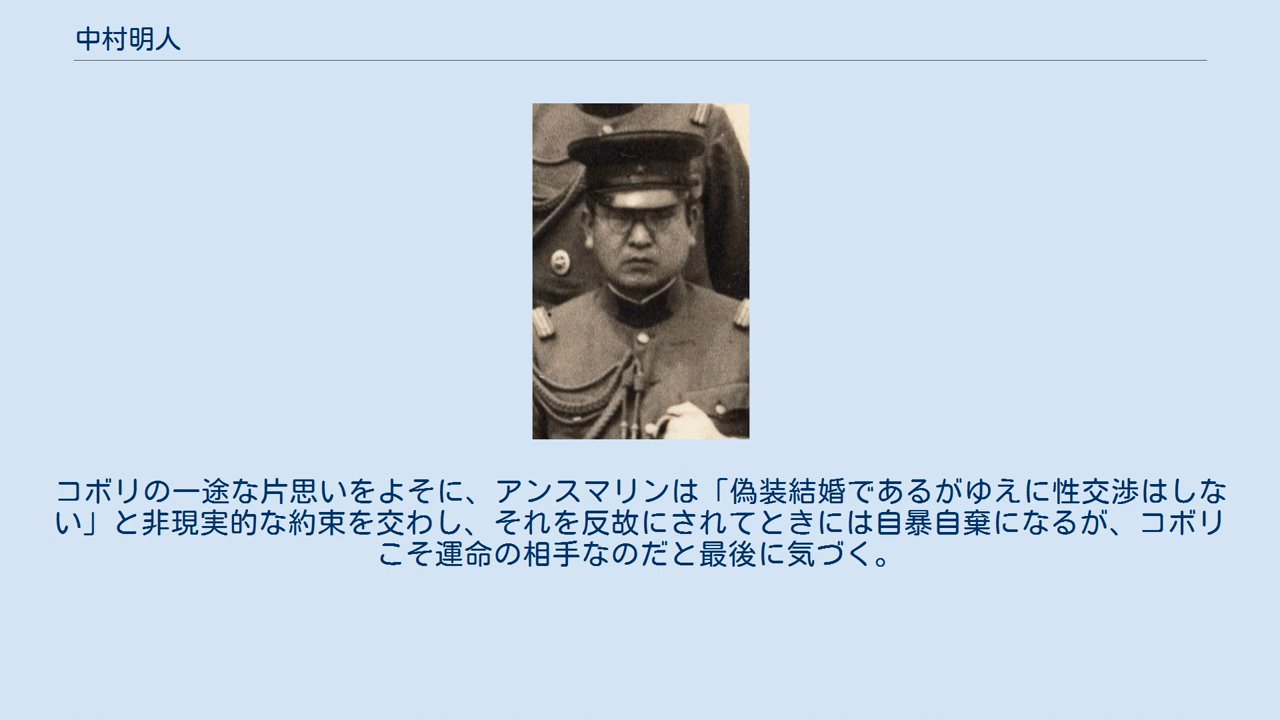 中村明人
コボリの一途な片思いをよそに、アンスマリンは「偽装結婚であるがゆえに性交渉はしな
い」と非現実的な約束を交わし、それを反故にされてときには自暴自棄になるが、コボリ
こそ運命の相手なのだと最後に気づく。